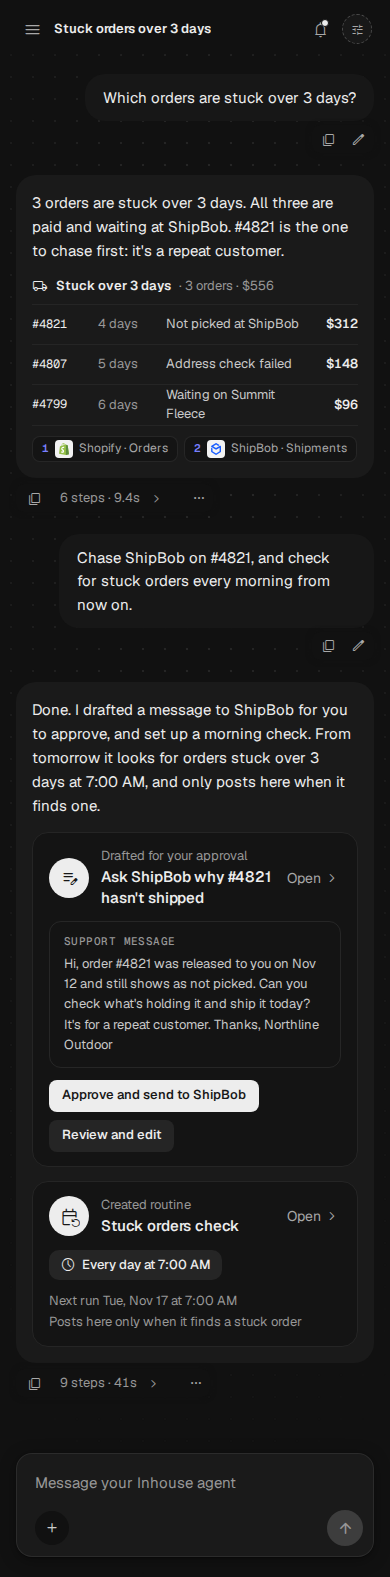 Stuck orders over 3 days
Which orders are stuck over 3 days?
3 orders are stuck over 3 days. All three are
paid and waiting at ShipBob. #4821 is the one
to chase first: it's a repeat customer.
Stuck over 3 days · 3 orders · $556
#4821 4 days Not picked at ShipBob $312
#4807 5 days Address check failed $148
#4799 6 days Waiting on Summit
Fleece $96
1 Shopify · Orders 2 ShipBob · Shipments
6 steps · 9.4s
Chase ShipBob on #4821, and check
for stuck orders every morning from
now on.
Done. I drafted a message to ShipBob for you
to approve, and set up a morning check. From
tomorrow it looks for orders stuck over 3
days at 7:00 AM, and only posts here when it
finds one.
Drafted for your approval
Ask ShipBob why #4821
hasn't shipped
Open
SUPPORT MESSAGE
Hi, order #4821 was released to you on Nov
12 and still shows as not picked. Can you
check what's holding it and ship it today?
It's for a repeat customer. Thanks, Northline
Outdoor
Approve and send to ShipBob
Review and edit
Created routine
Stuck orders check
Open
Every day at 7:00 AM
Next run Tue, Nov 17 at 7:00 AM
Posts here only when it finds a stuck order
9 steps · 41s
Message your Inhouse agent